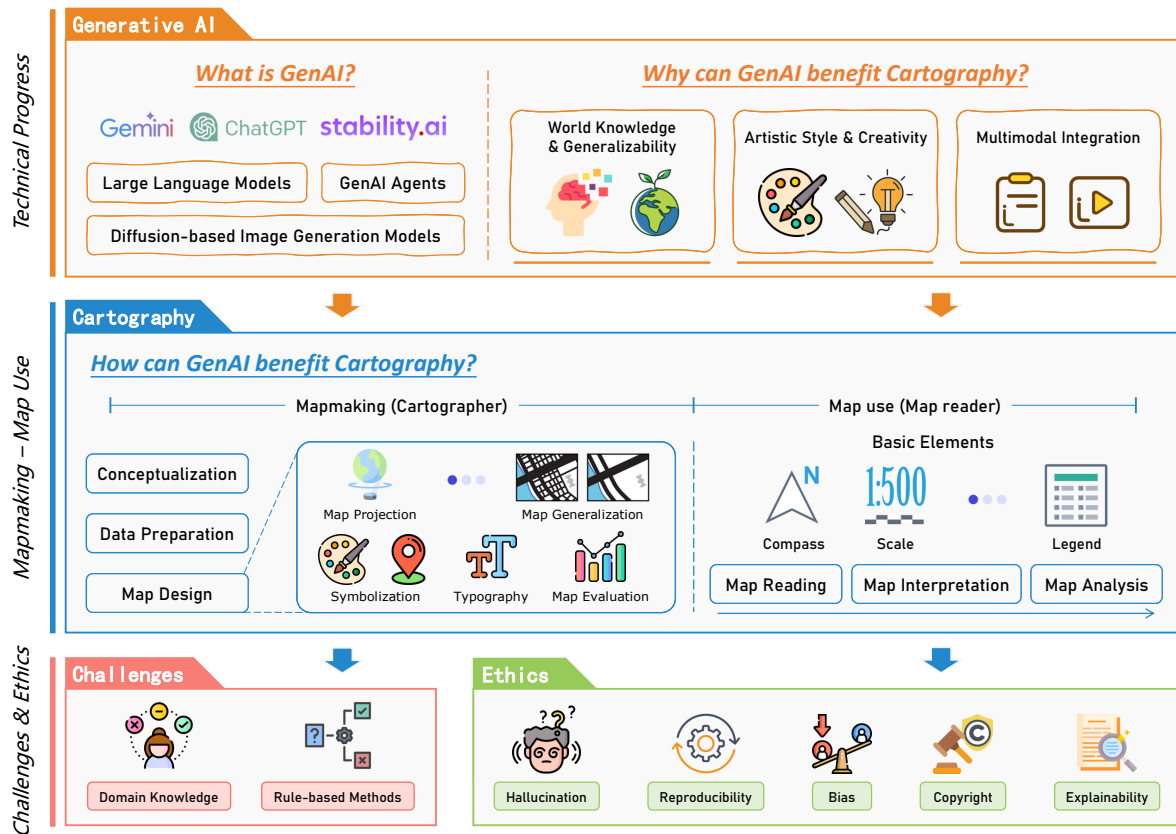 Technical Progress
Generative AI
What is GenAI?
Gemini
ChatGPT
stability.ai
Large Language Models
GenAI Agents
Diffusion-based Image Generation Models
Why can GenAI benefit Cartography?
World Knowledge
& Generalizability
Artistic Style & Creativity
Multimodal Integration
Mapmaking – Map Use
Cartography
How can GenAI benefit Cartography?
Mapmaking (Cartographer)
Conceptualization
Data Preparation
Map Design
Map Projection
Map Generalization
Symbolization
Typography
Map Evaluation
Map use (Map reader)
Basic Elements
N
1:500
Compass
Scale
Legend
Map Reading
Map Interpretation
Map Analysis
Challenges & Ethics
Challenges
?
Domain Knowledge
Rule-based Methods
Ethics
???
C
Hallucination
Reproducibility
Bias
Copyright
Explainability